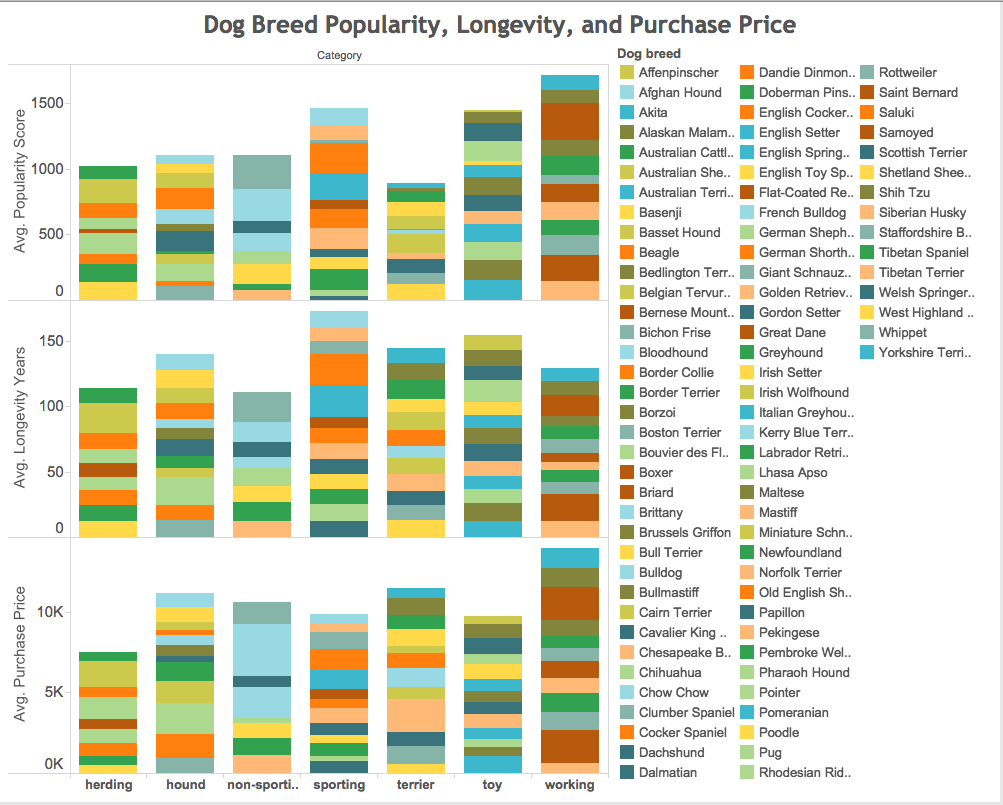 Dog Breed Popularity, Longevity, and Purchase Price
Category
Avg. Popularity Score
1500
1000
500
0
Avg. Longevity Years
150
100
50
0
Avg. Purchase Price
10K
5K
0K
herding
hound
non-sporti..
sporting
terrier
toy
working
Dog breed
Affenpinscher
Afghan Hound
Akita
Alaskan Malam..
Australian Cattl..
Australian She..
Australian Terri..
Basenji
Basset Hound
Beagle
Bedlington Terr..
Belgian Tervur..
Bernese Mount..
Bichon Frise
Bloodhound
Border Collie
Border Terrier
Borzoi
Boston Terrier
Bouvier des Fl..
Boxer
Briard
Brittany
Brussels Griffon
Bull Terrier
Bulldog
Bullmastiff
Cairn Terrier
Cavalier King ..
Chesapeake B..
Chihuahua
Chow Chow
Clumber Spaniel
Cocker Spaniel
Dachshund
Dalmatian
Dandie Dinmon..
Doberman Pins..
English Cocker..
English Setter
English Spring..
English Toy Sp..
Flat-Coated Re..
French Bulldog
German Sheph..
German Shorth..
Giant Schnauz..
Golden Retriev..
Gordon Setter
Great Dane
Greyhound
Irish Setter
Irish Wolfhound
Italian Greyhou..
Kerry Blue Terr..
Labrador Retri..
Lhasa Apso
Maltese
Mastiff
Miniature Schn..
Newfoundland
Norfolk Terrier
Old English Sh..
Papillon
Pekingese
Pembroke Wel..
Pharaoh Hound
Pointer
Pomeranian
Poodle
Pug
Rhodesian Rid..
Rottweiler
Saint Bernard
Saluki
Samoyed
Scottish Terrier
Shetland Shee..
Shih Tzu
Siberian Husky
Staffordshire B..
Tibetan Spaniel
Tibetan Terrier
Welsh Springer..
West Highland ..
Whippet
Yorkshire Terri..